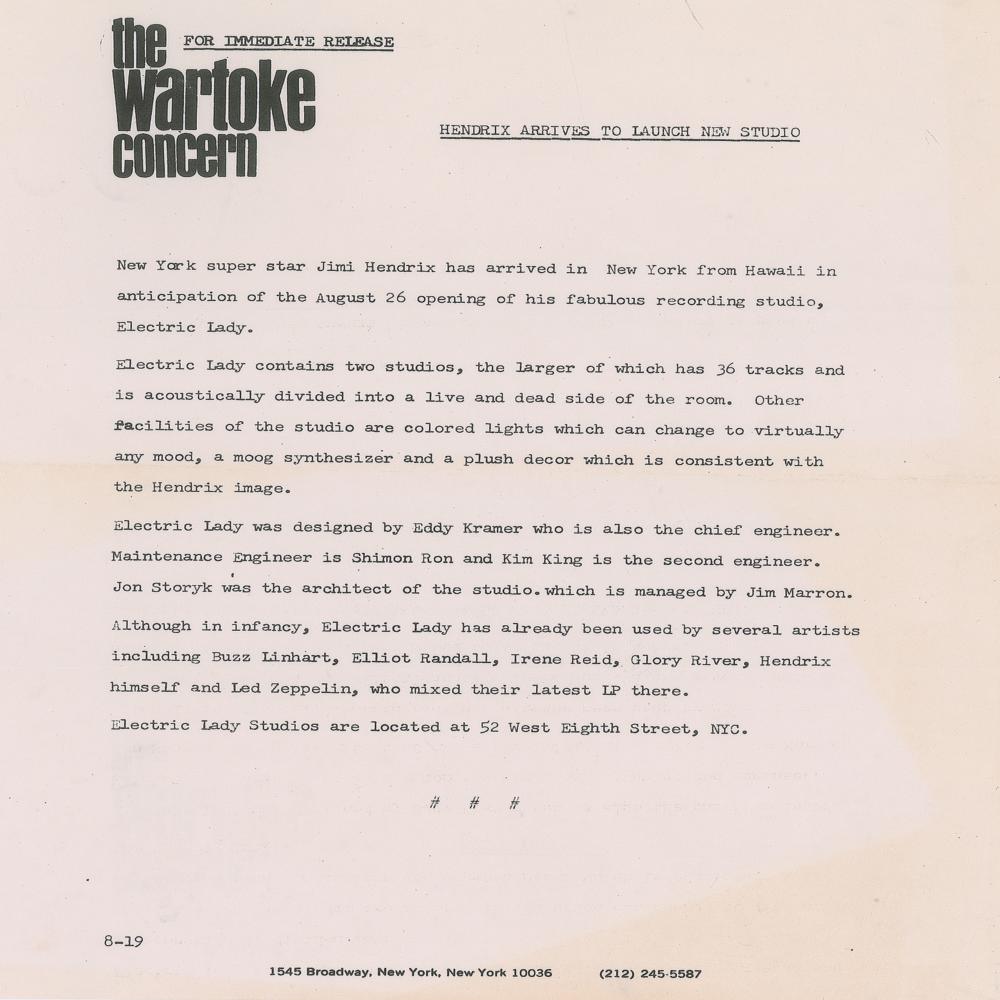 the
FOR IMMEDIATE RELEASE
wartoke
concern
HENDRIX ARRIVES TO LAUNCH NEW STUDIO
New York super star Jimi Hendrix has arrived in New York from Hawaii in
anticipation of the August 26 opening of his fabulous recording studio,
Electric Lady.
Electric Lady contains two studios, the larger of which has 36 tracks and
is acoustically divided into a live and dead side of the room. Other
facilities of the studio are colored lights which can change to virtually
any mood, a moog synthesizer and a plush decor which is consistent with
the Hendrix image.
Electric Lady was designed by Eddy Kramer who is also the chief engineer.
Maintenance Engineer is Shimon Ron and Kim King is the second engineer.
Jon Storyk was the architect of the studio.which is managed by Jim Marron.
Although in infancy, Electric Lady has already been used by several artists
including Buzz Linhart, Elliot Randall, Irene Reid, Glory River, Hendrix
himself and Led Zeppelin, who mixed their latest LP there.
Electric Lady Studios are located at 52 West Eighth Street, NYC.
# # #
8-19
1545 Broadway, New York, New York 10036 (212) 245-5587